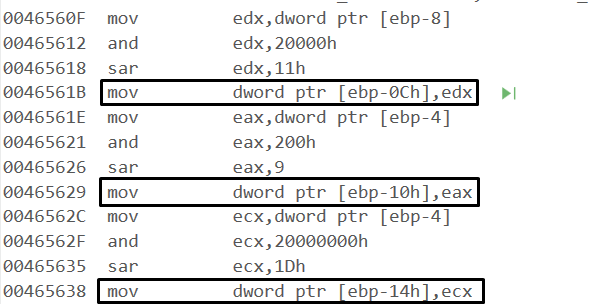 0046560F mov edx,dword ptr [ebp-8]
00465612 and edx,20000h
00465618 sar edx,11h
0046561B mov dword ptr [ebp-0Ch],edx
0046561E mov eax,dword ptr [ebp-4]
00465621 and eax,200h
00465626 sar eax,9
00465629 mov dword ptr [ebp-10h],eax
0046562C mov ecx,dword ptr [ebp-4]
0046562F and ecx,20000000h
00465635 sar ecx,1Dh
00465638 mov dword ptr [ebp-14h],ecx